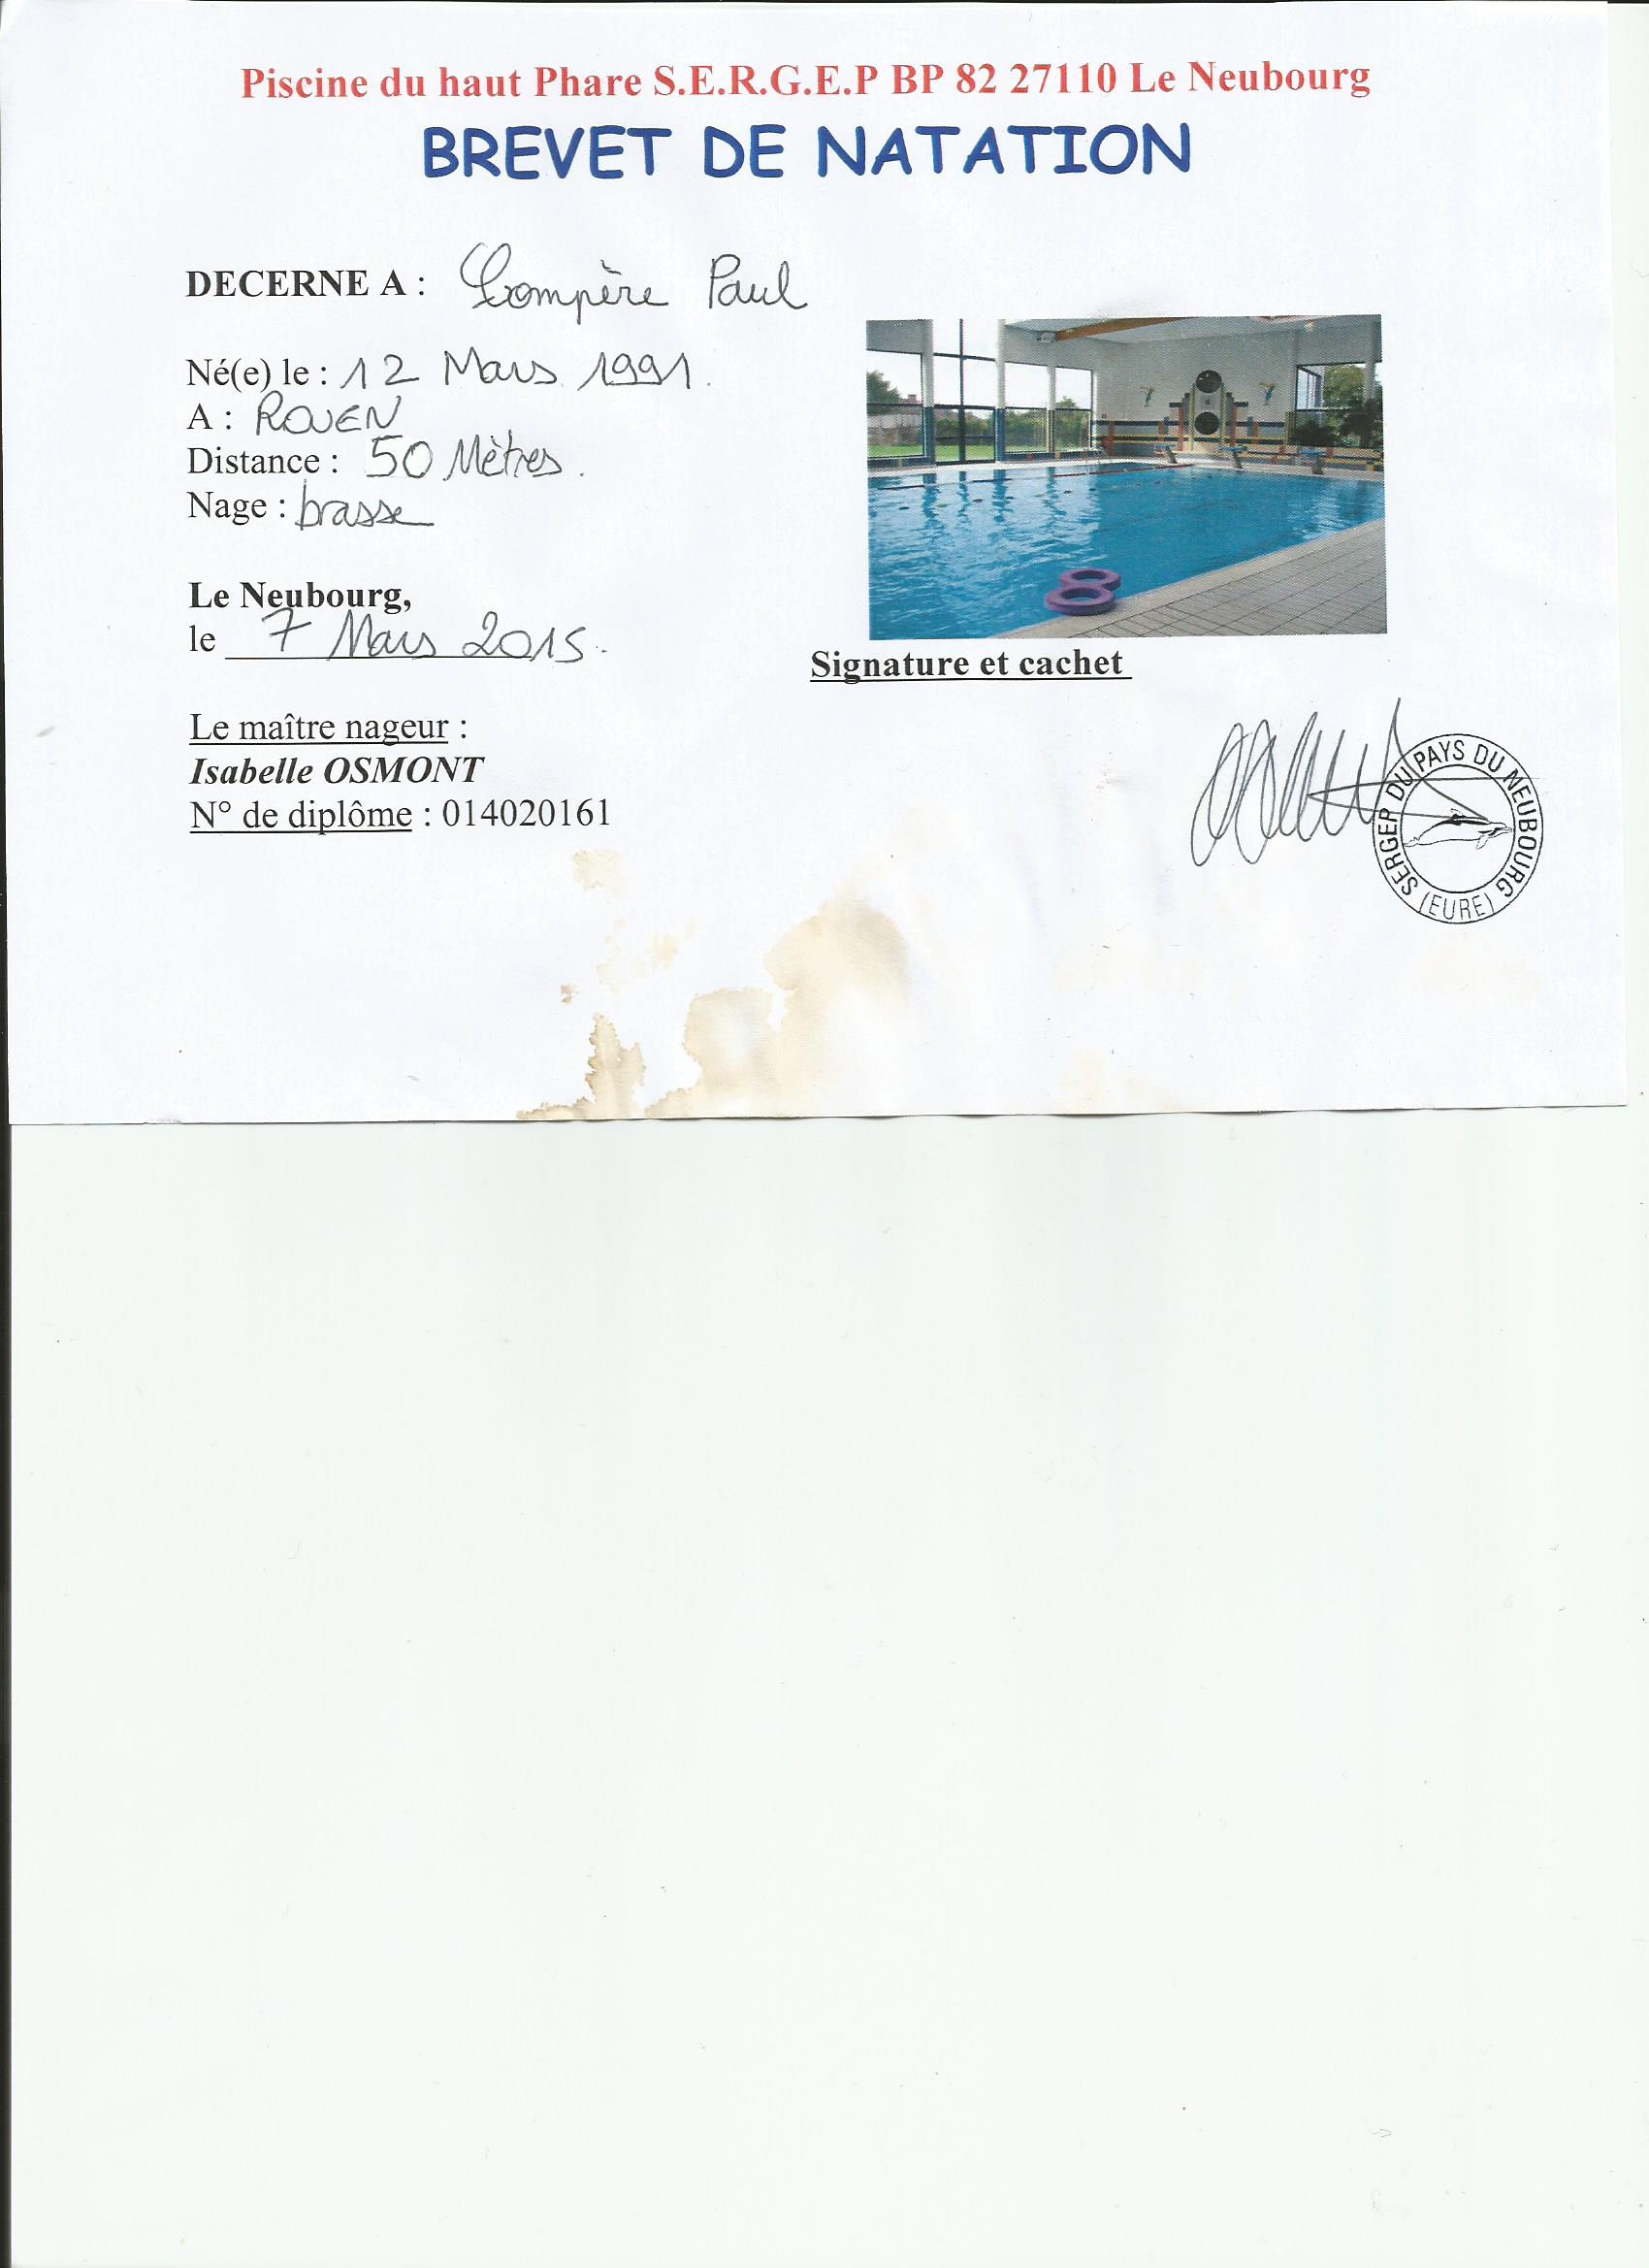 Piscine du haut Phare S.E.R.G.E.P BP 82 27110 Le Neubourg
BREVET DE NATATION
DECERNE A : Compère Paul
Né(e) le : 12 Mars 1991.
A : ROUEN
Distance : 50 Mètres.
Nage : brasse
Le Neubourg,
le 7 Mars 2015.
Signature et cachet
Le maître nageur :
Isabelle OSMONT
N° de diplôme : 014020161
SERGEP DU PAYS DU NEUBOURG
(EURE)